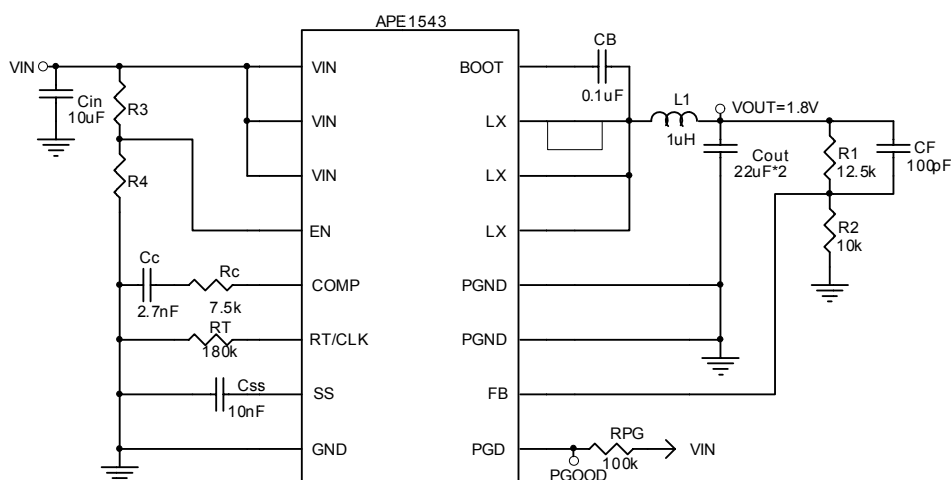 APE1543
VIN
Cin
10uF
R3
R4
Cc
2.7nF
Rc
7.5k
RT
180k
Css
10nF
VIN
VIN
VIN
EN
COMP
RT/CLK
SS
GND
BOOT
LX
LX
LX
PGND
PGND
FB
PGD
CB
0.1uF
L1
1uH
VOUT=1.8V
Cout
22uF*2
R1
12.5k
CF
100pF
R2
10k
RPG
100k
VIN
PGOOD